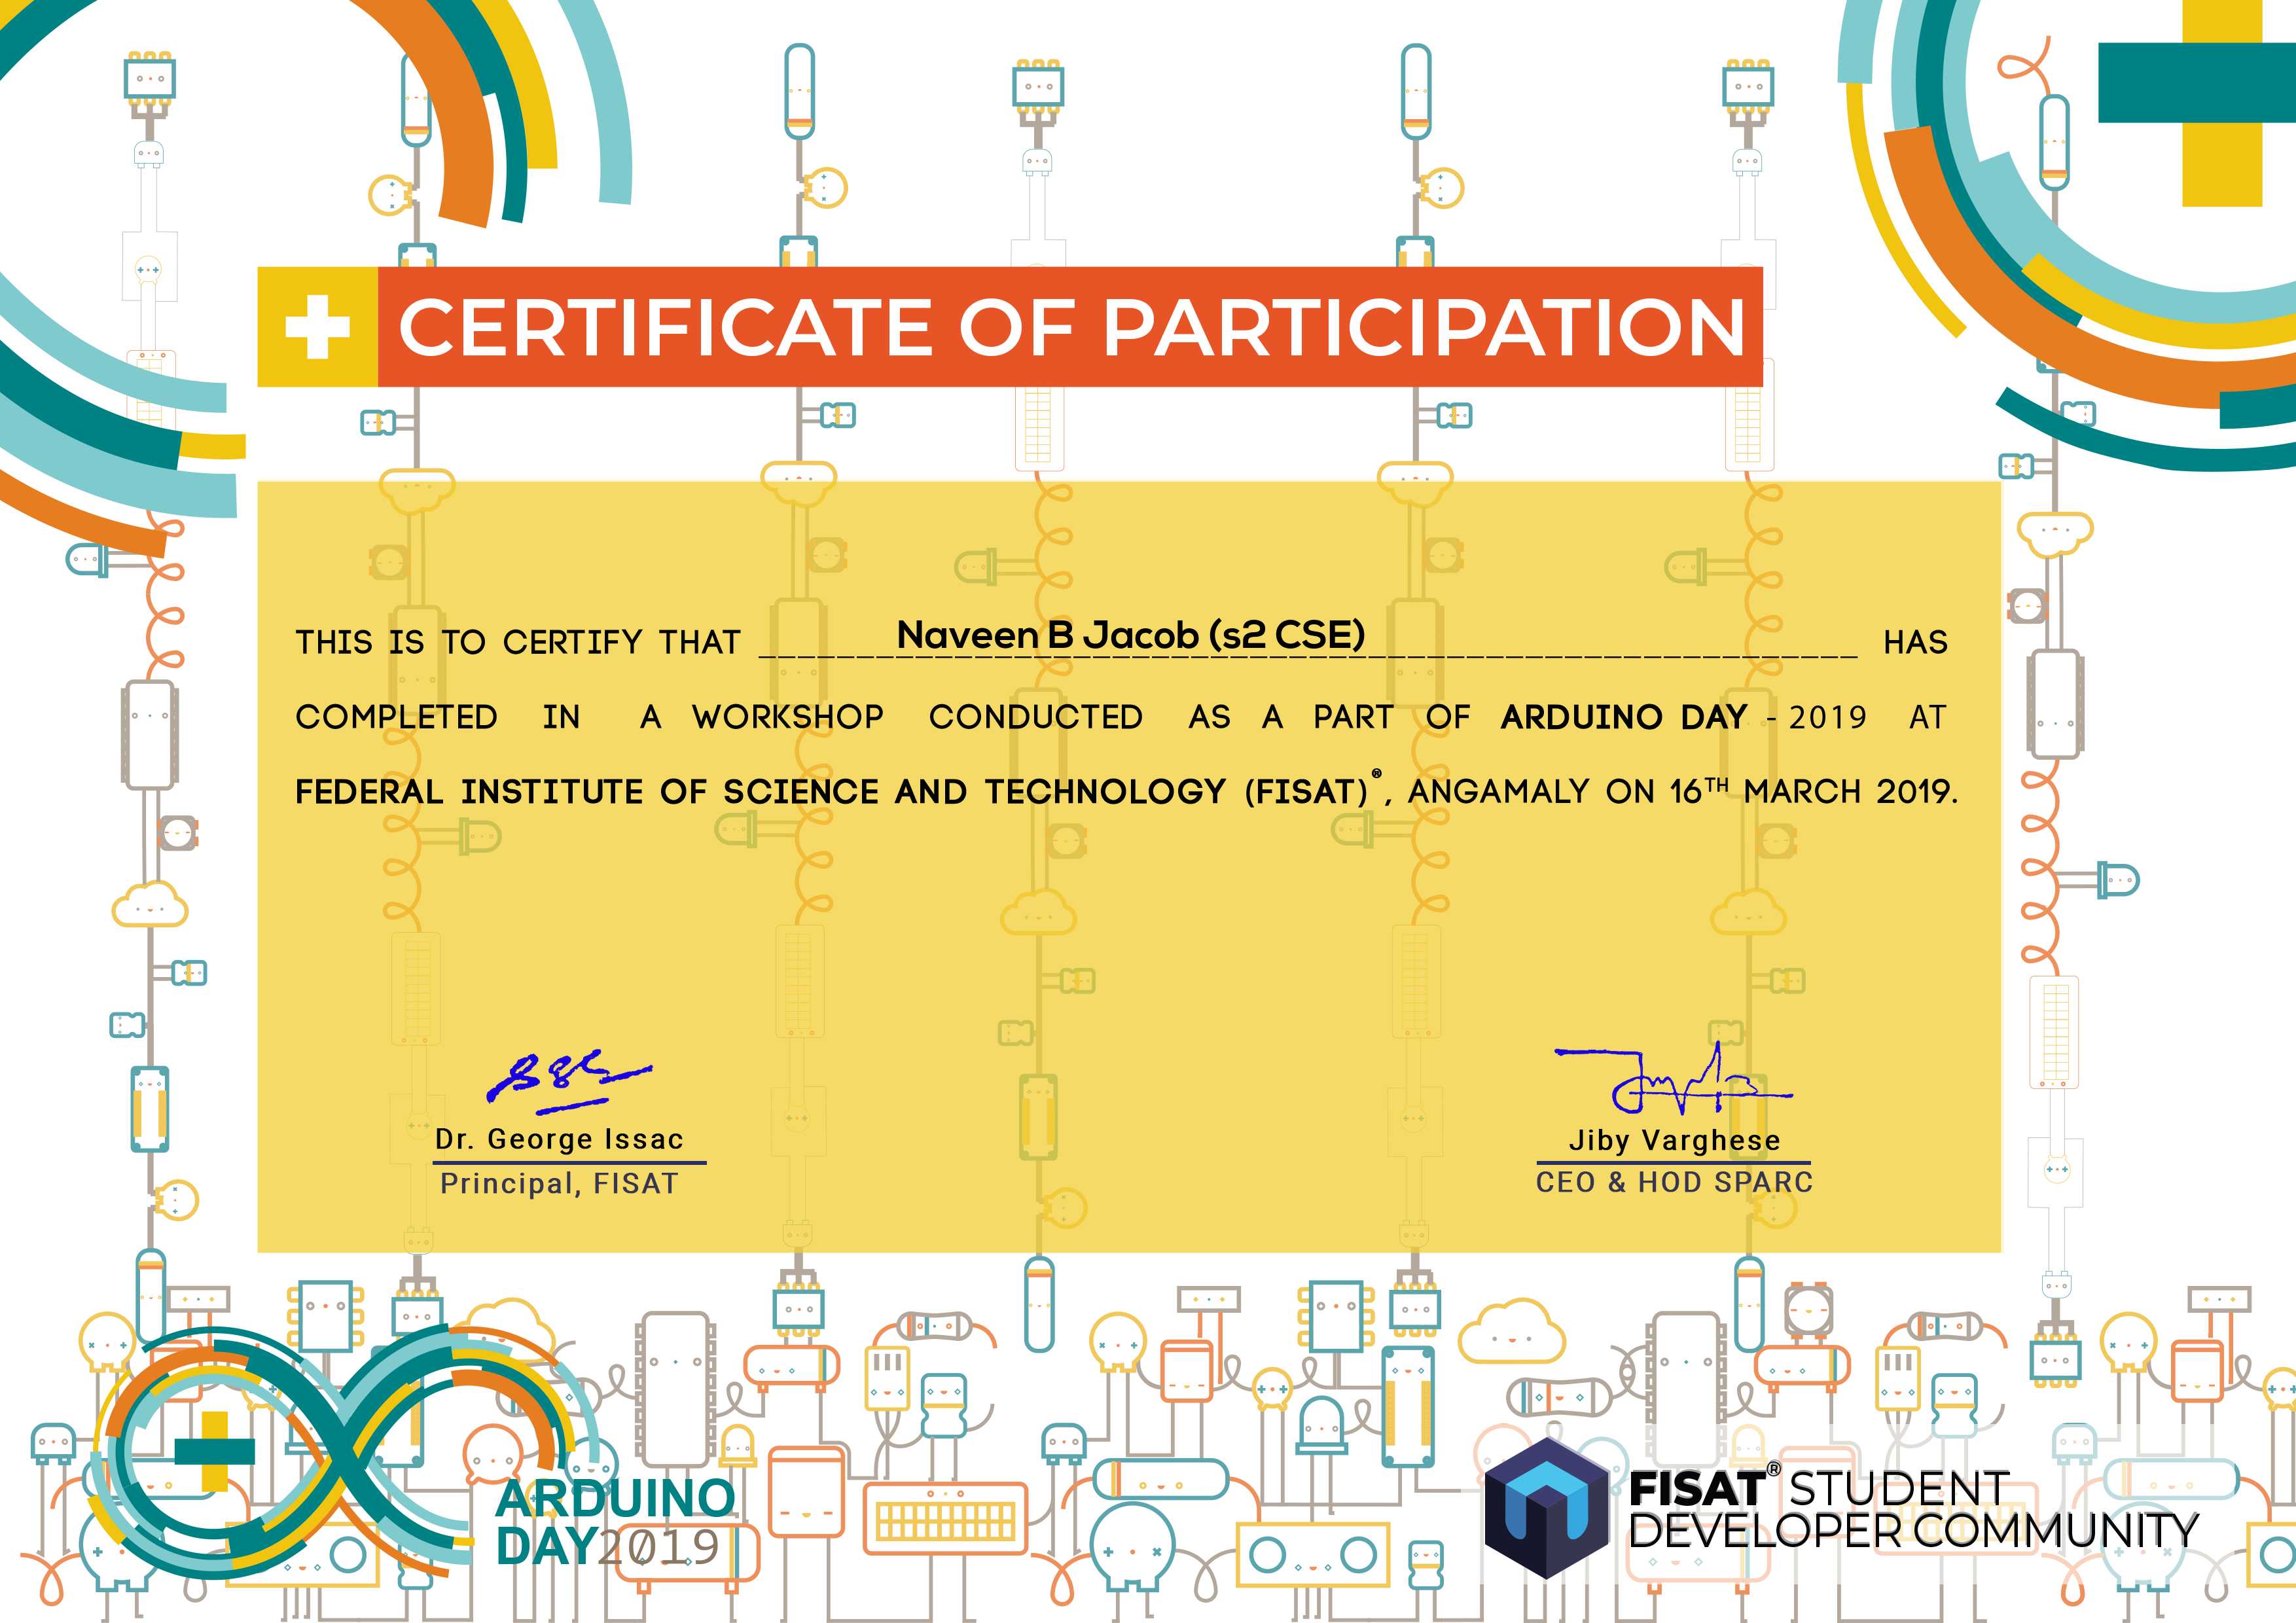 CERTIFICATE OF PARTICIPATION
THIS IS TO CERTIFY THAT Naveen B Jacob (s2 CSE) HAS
COMPLETED IN A WORKSHOP CONDUCTED AS A PART OF ARDUINO DAY - 2019 AT
FEDERAL INSTITUTE OF SCIENCE AND TECHNOLOGY (FISAT)®, ANGAMALY ON 16TH MARCH 2019.
Dr. George Issac
Principal, FISAT
Jiby Varghese
CEO & HOD SPARC
ARDUINO
DAY2019
FISAT® STUDENT
DEVELOPER COMMUNITY